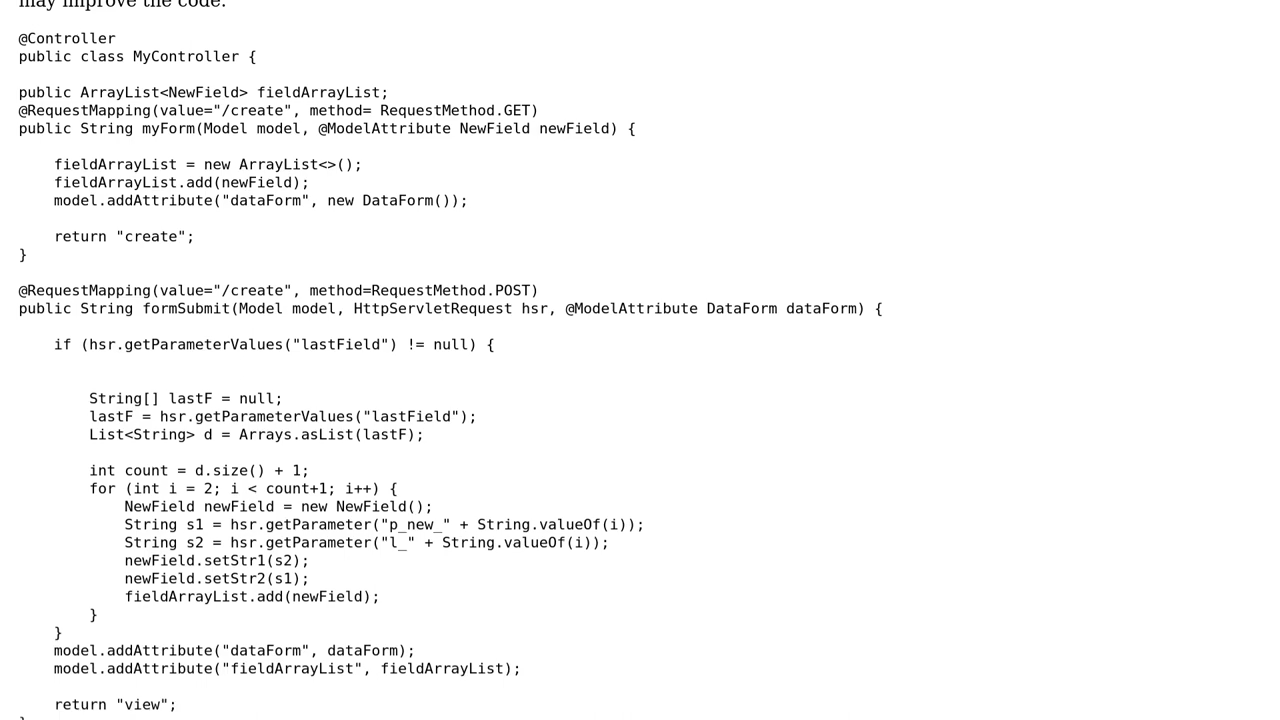 may improve the code.
@Controller
public class MyController {
public ArrayList<NewField> fieldArrayList;
@RequestMapping(value="/create", method= RequestMethod.GET)
public String myForm(Model model, @ModelAttribute NewField newField) {
    fieldArrayList = new ArrayList<>();
    fieldArrayList.add(newField);
    model.addAttribute("dataForm", new DataForm());
    return "create";
}
@RequestMapping(value="/create", method=RequestMethod.POST)
public String formSubmit(Model model, HttpServletRequest hsr, @ModelAttribute DataForm dataForm) {
    if (hsr.getParameterValues("lastField") != null) {
        String[] lastF = null;
        lastF = hsr.getParameterValues("lastField");
        List<String> d = Arrays.asList(lastF);
        int count = d.size() + 1;
        for (int i = 2; i < count+1; i++) {
            NewField newField = new NewField();
            String s1 = hsr.getParameter("p_new_" + String.valueOf(i));
            String s2 = hsr.getParameter("l_" + String.valueOf(i));
            newField.setStr1(s2);
            newField.setStr2(s1);
            fieldArrayList.add(newField);
        }
    }
    model.addAttribute("dataForm", dataForm);
    model.addAttribute("fieldArrayList", fieldArrayList);
    return "view";
}